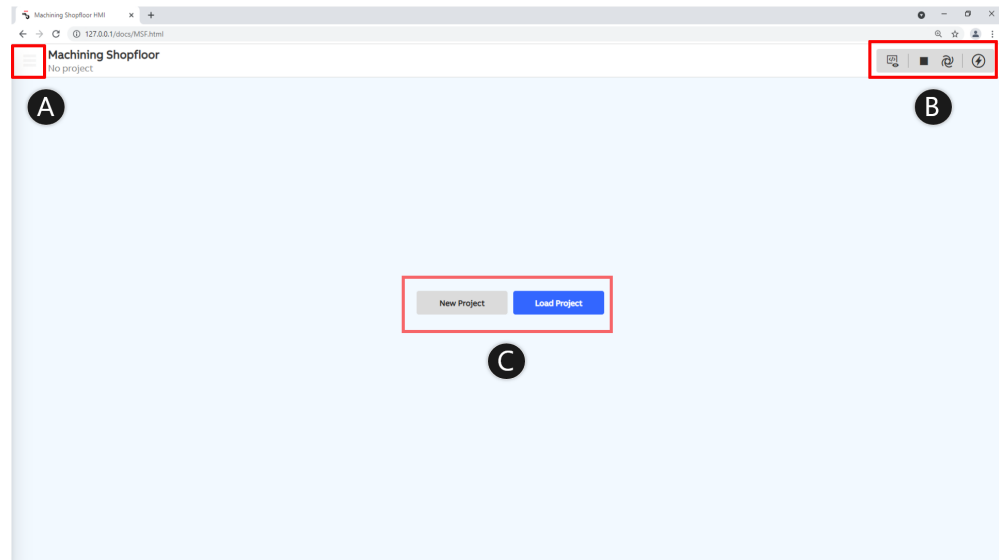 Machining Shopfloor HMI
127.0.0.1/docs/MSF.html
Machining Shopfloor
No project
A
B
New Project Load Project
C